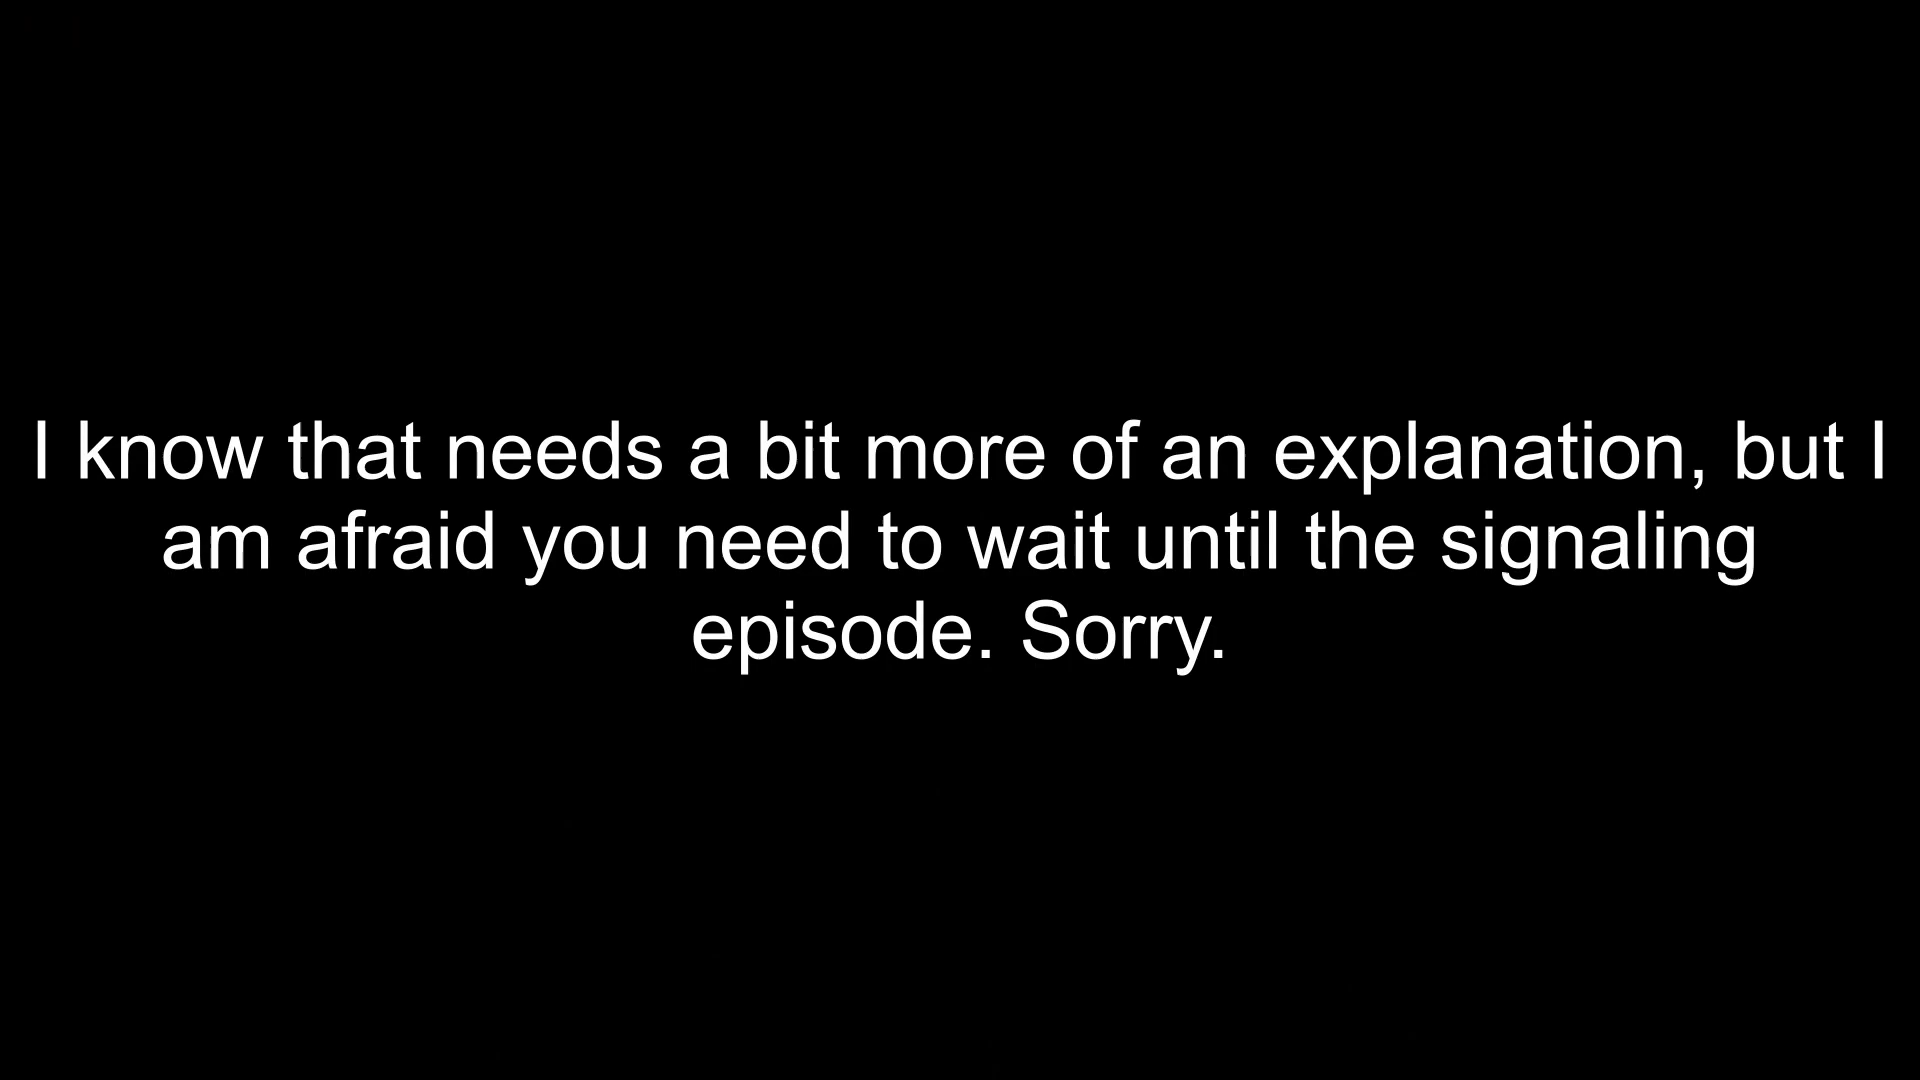 I know that needs a bit more of an explanation, but I
am afraid you need to wait until the signaling
episode. Sorry.